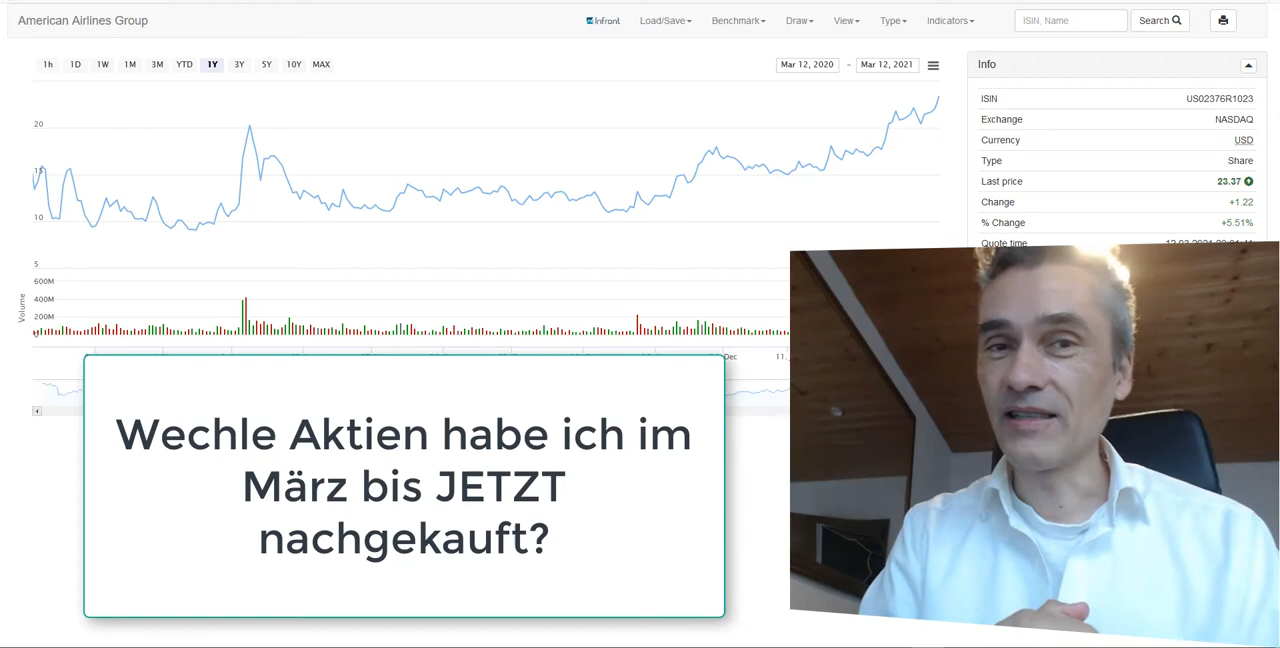 American Airlines Group
Infront Load/Save Benchmark Draw View Type Indicators ISIN, Name Search
1h 1D 1W 1M 3M YTD 1Y 3Y 5Y 10Y MAX
Mar 12, 2020 - Mar 12, 2021
20
15
10
5
600M
400M
200M
Volume
Dec 11.
Info
ISIN US02376R1023
Exchange NASDAQ
Currency USD
Type Share
Last price 23.37
Change +1.22
% Change +5.51%
Quote time
Wechle Aktien habe ich im
März bis JETZT
nachgekauft?